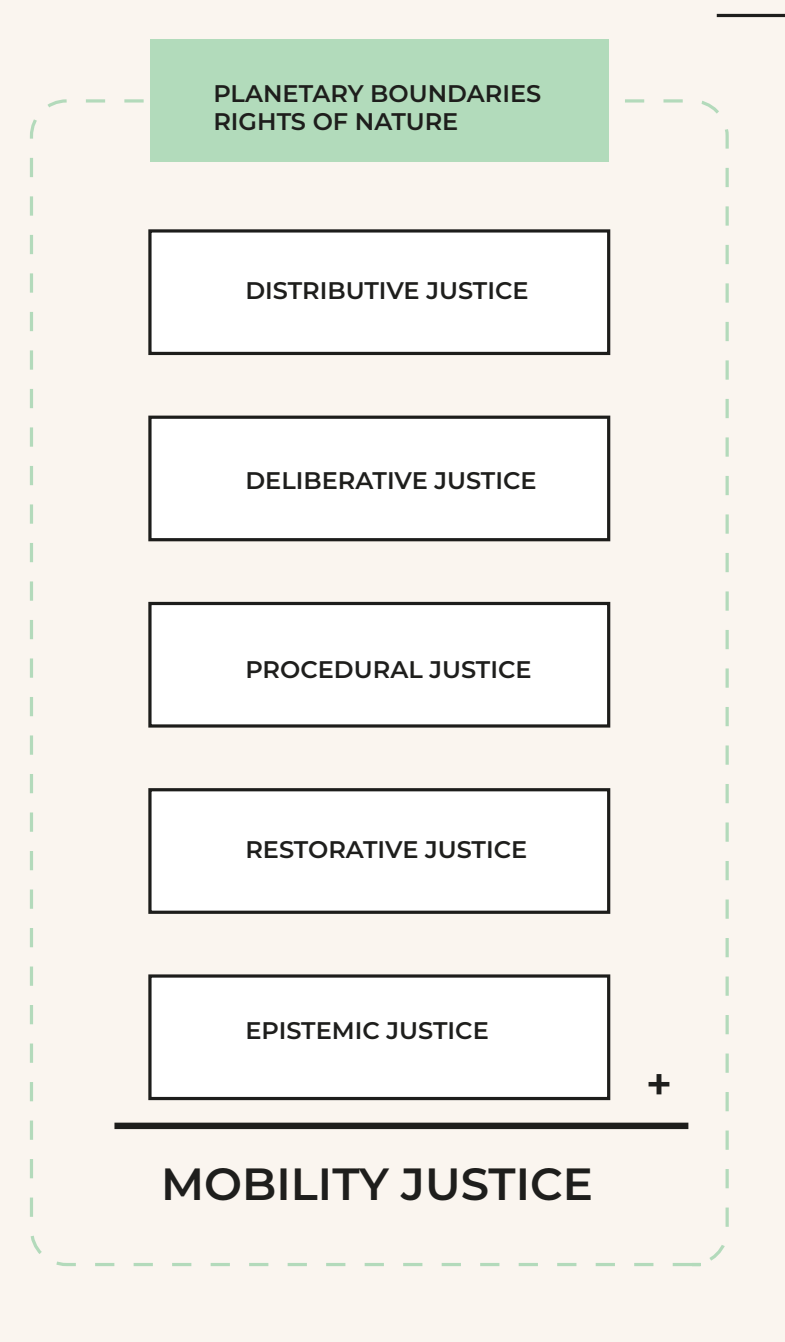 PLANETARY BOUNDARIES
RIGHTS OF NATURE
DISTRIBUTIVE JUSTICE
DELIBERATIVE JUSTICE
PROCEDURAL JUSTICE
RESTORATIVE JUSTICE
EPISTEMIC JUSTICE
+
MOBILITY JUSTICE